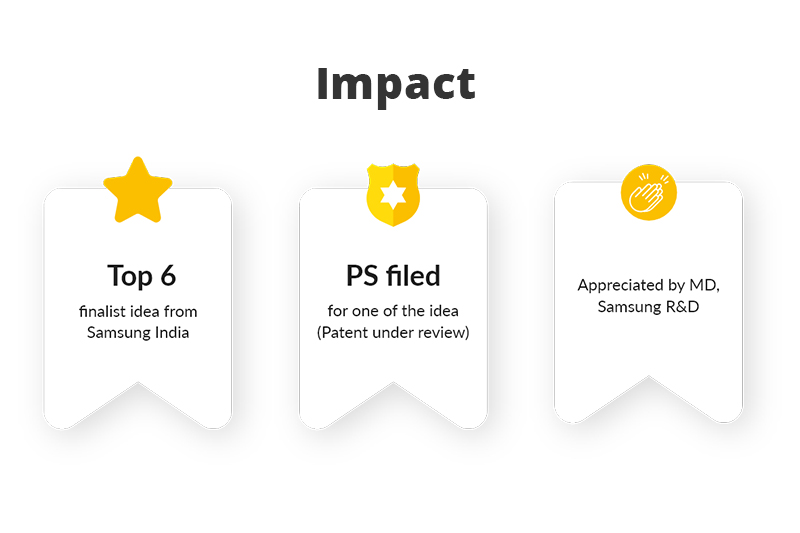 Impact
Top 6
finalist idea from
Samsung India
PS filed
for one of the idea
(Patent under review)
Appreciated by MD,
Samsung R&D